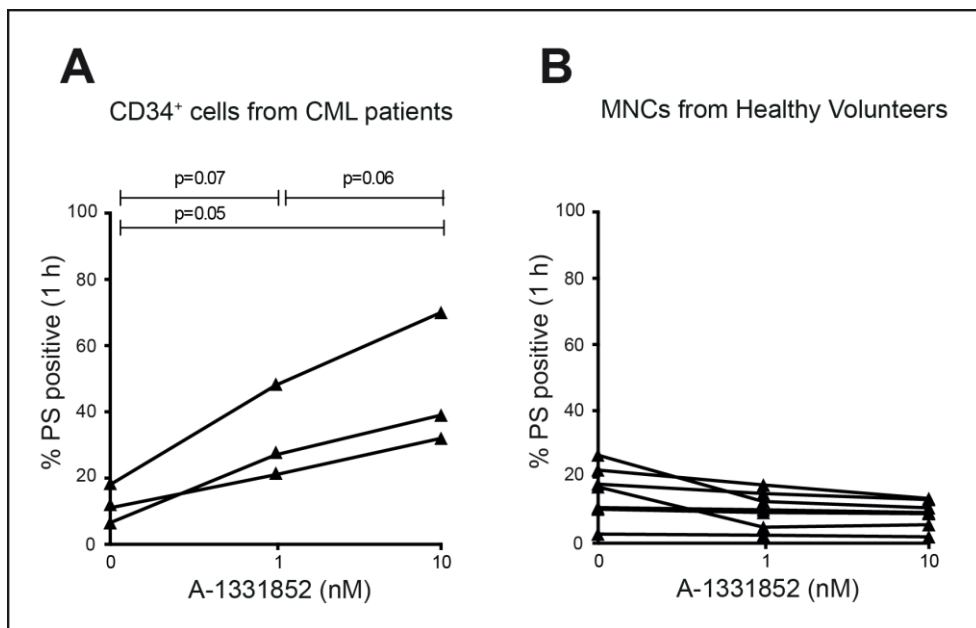 A
CD34⁺ cells from CML patients
p=0.07
p=0.06
p=0.05
% PS positive (1 h)
100
80
60
40
20
0
0
1
10
A-1331852 (nM)
B
MNCs from Healthy Volunteers
% PS positive (1 h)
100
80
60
40
20
0
0
1
10
A-1331852 (nM)